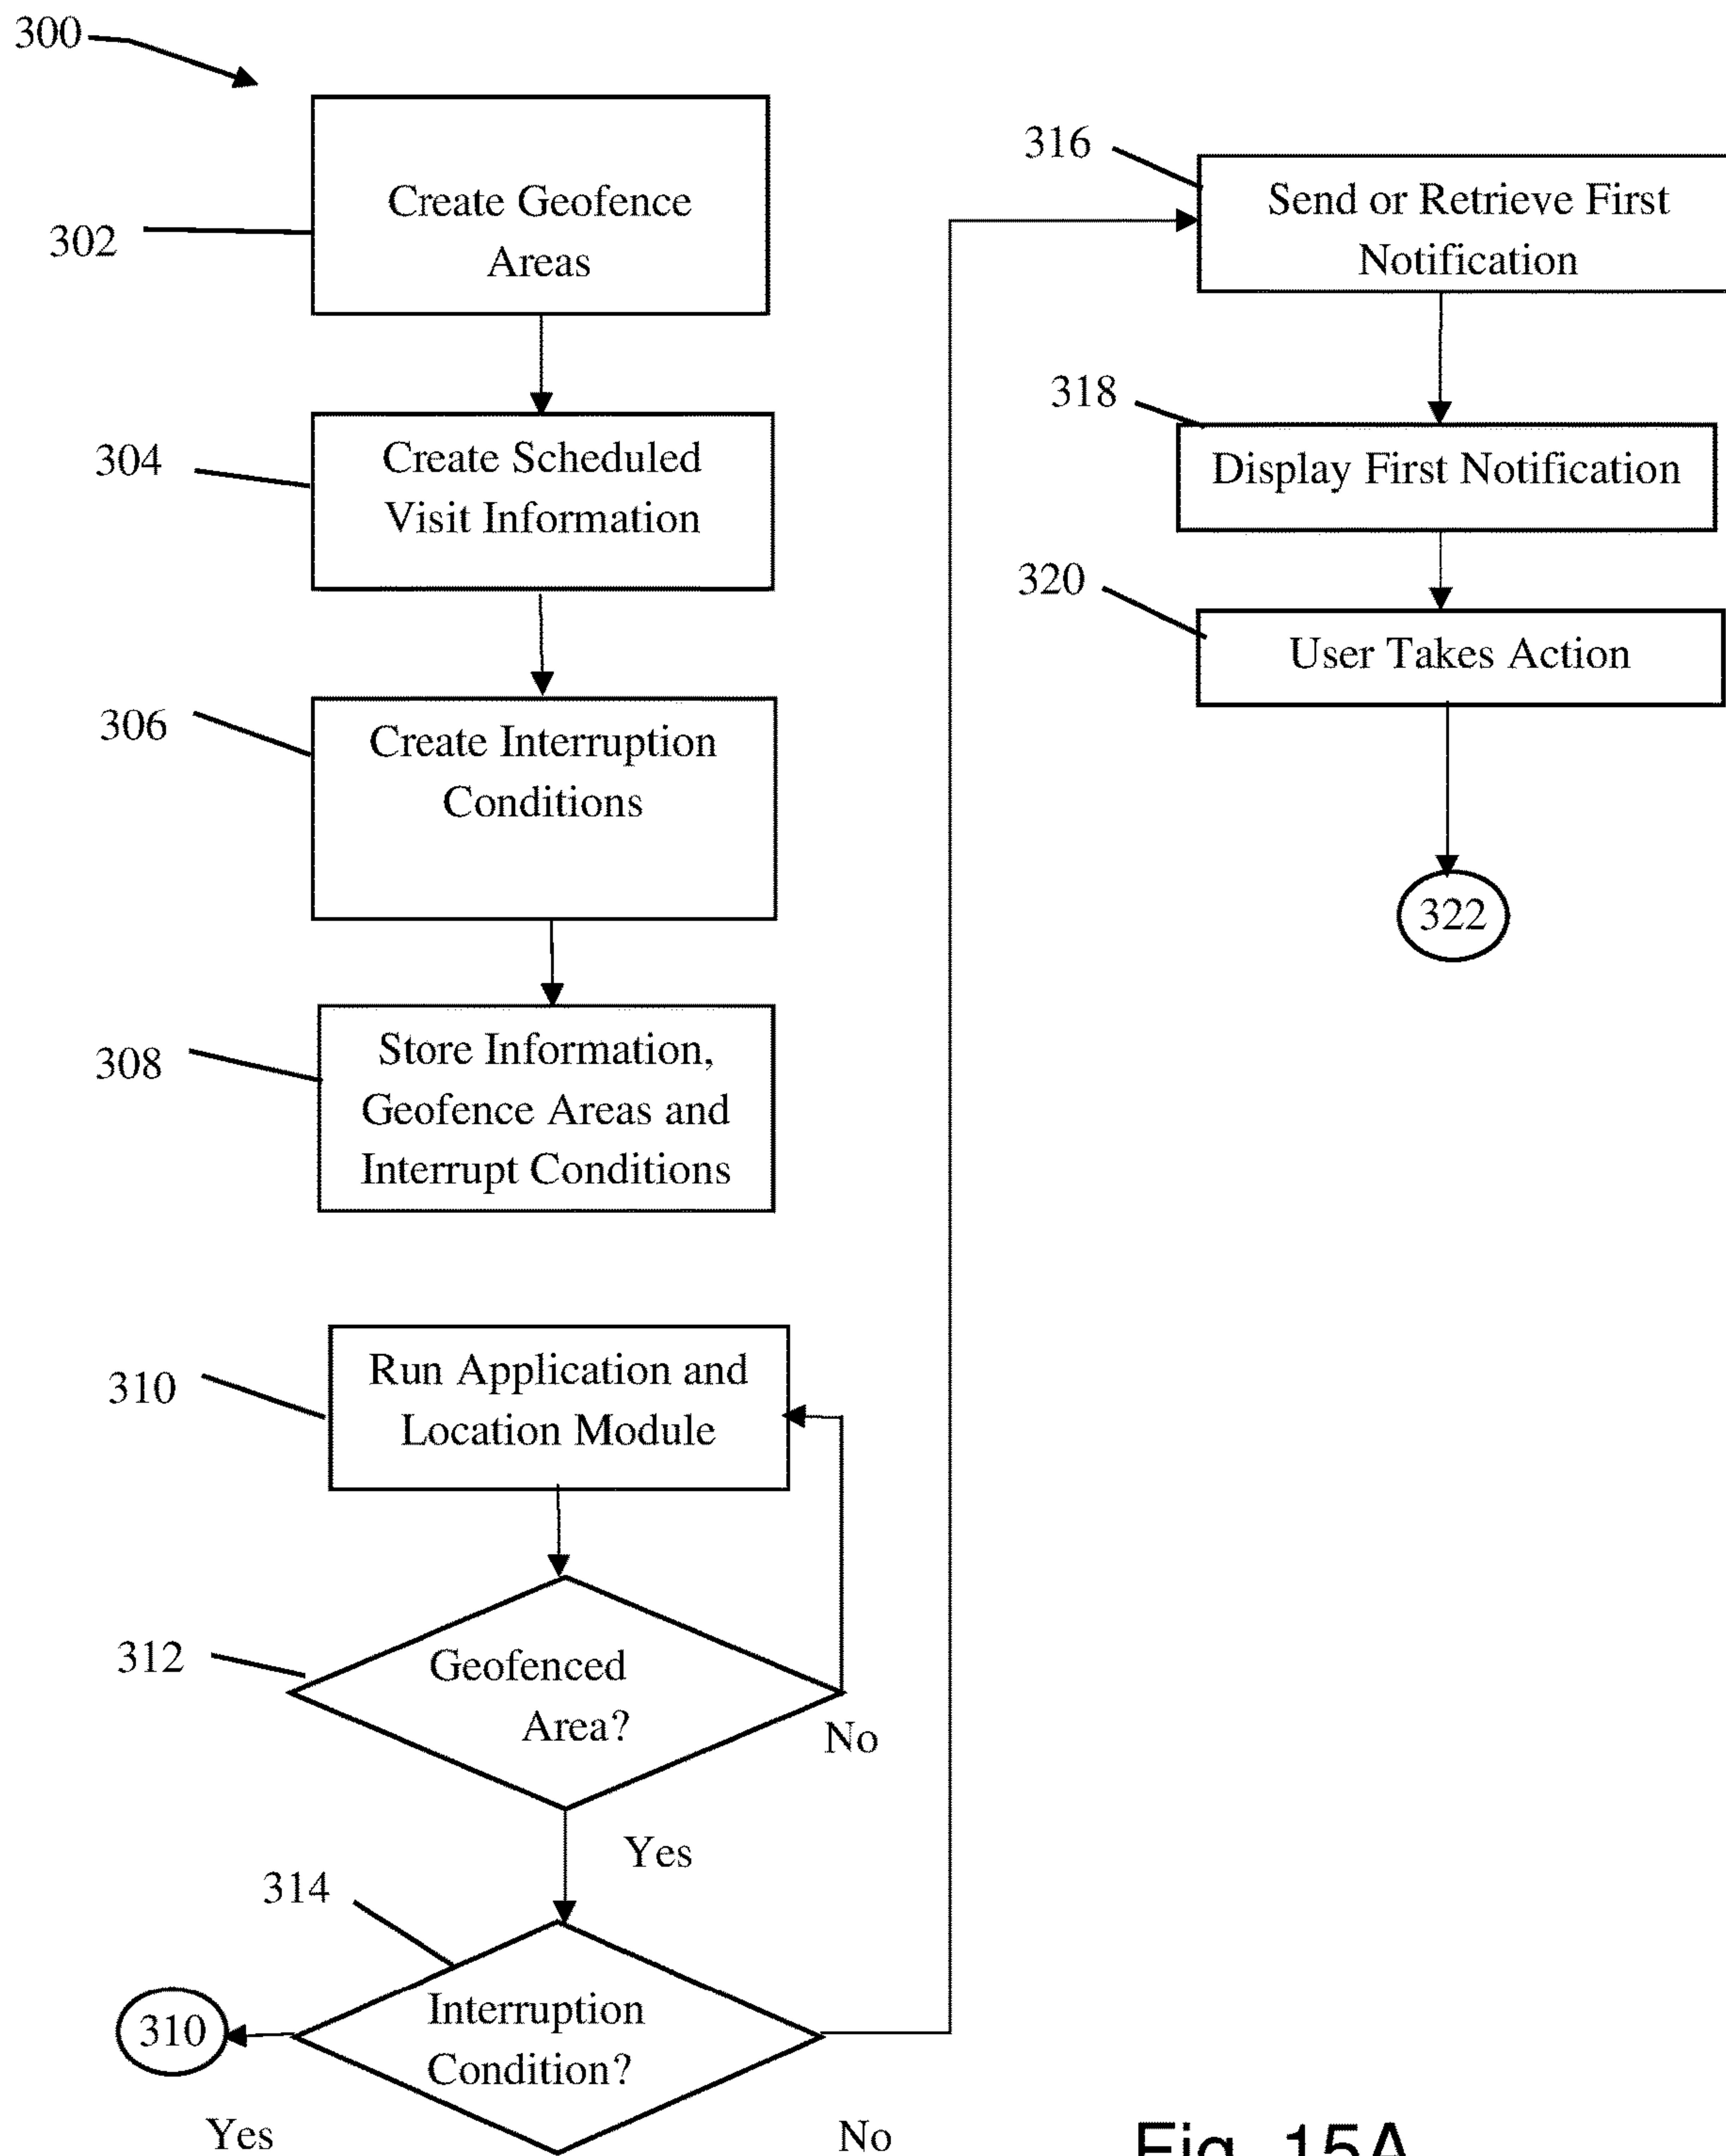 300
302
Create Geofence
Areas
304
Create Scheduled
Visit Information
306
Create Interruption
Conditions
308
Store Information,
Geofence Areas and
Interrupt Conditions
310
Run Application and
Location Module
312
Geofenced
Area?
No
Yes
314
Interruption
Condition?
310
Yes
No
316
Send or Retrieve First
Notification
318
Display First Notification
320
User Takes Action
322
Fig. 15A